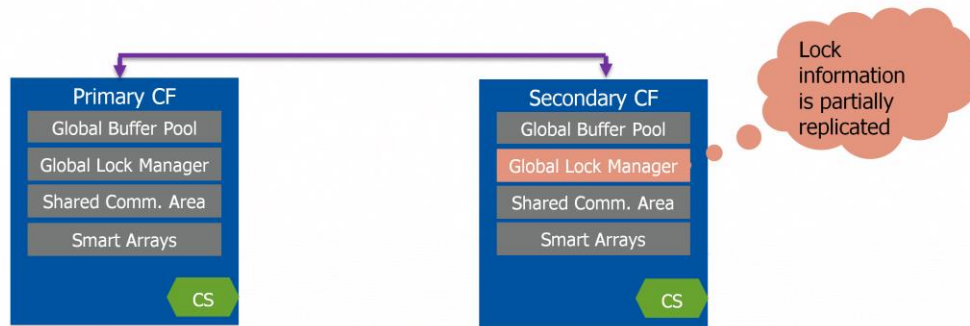 Primary CF
Global Buffer Pool
Global Lock Manager
Shared Comm. Area
Smart Arrays
CS
Secondary CF
Global Buffer Pool
Global Lock Manager
Shared Comm. Area
Smart Arrays
CS
Lock
information
is partially
replicated